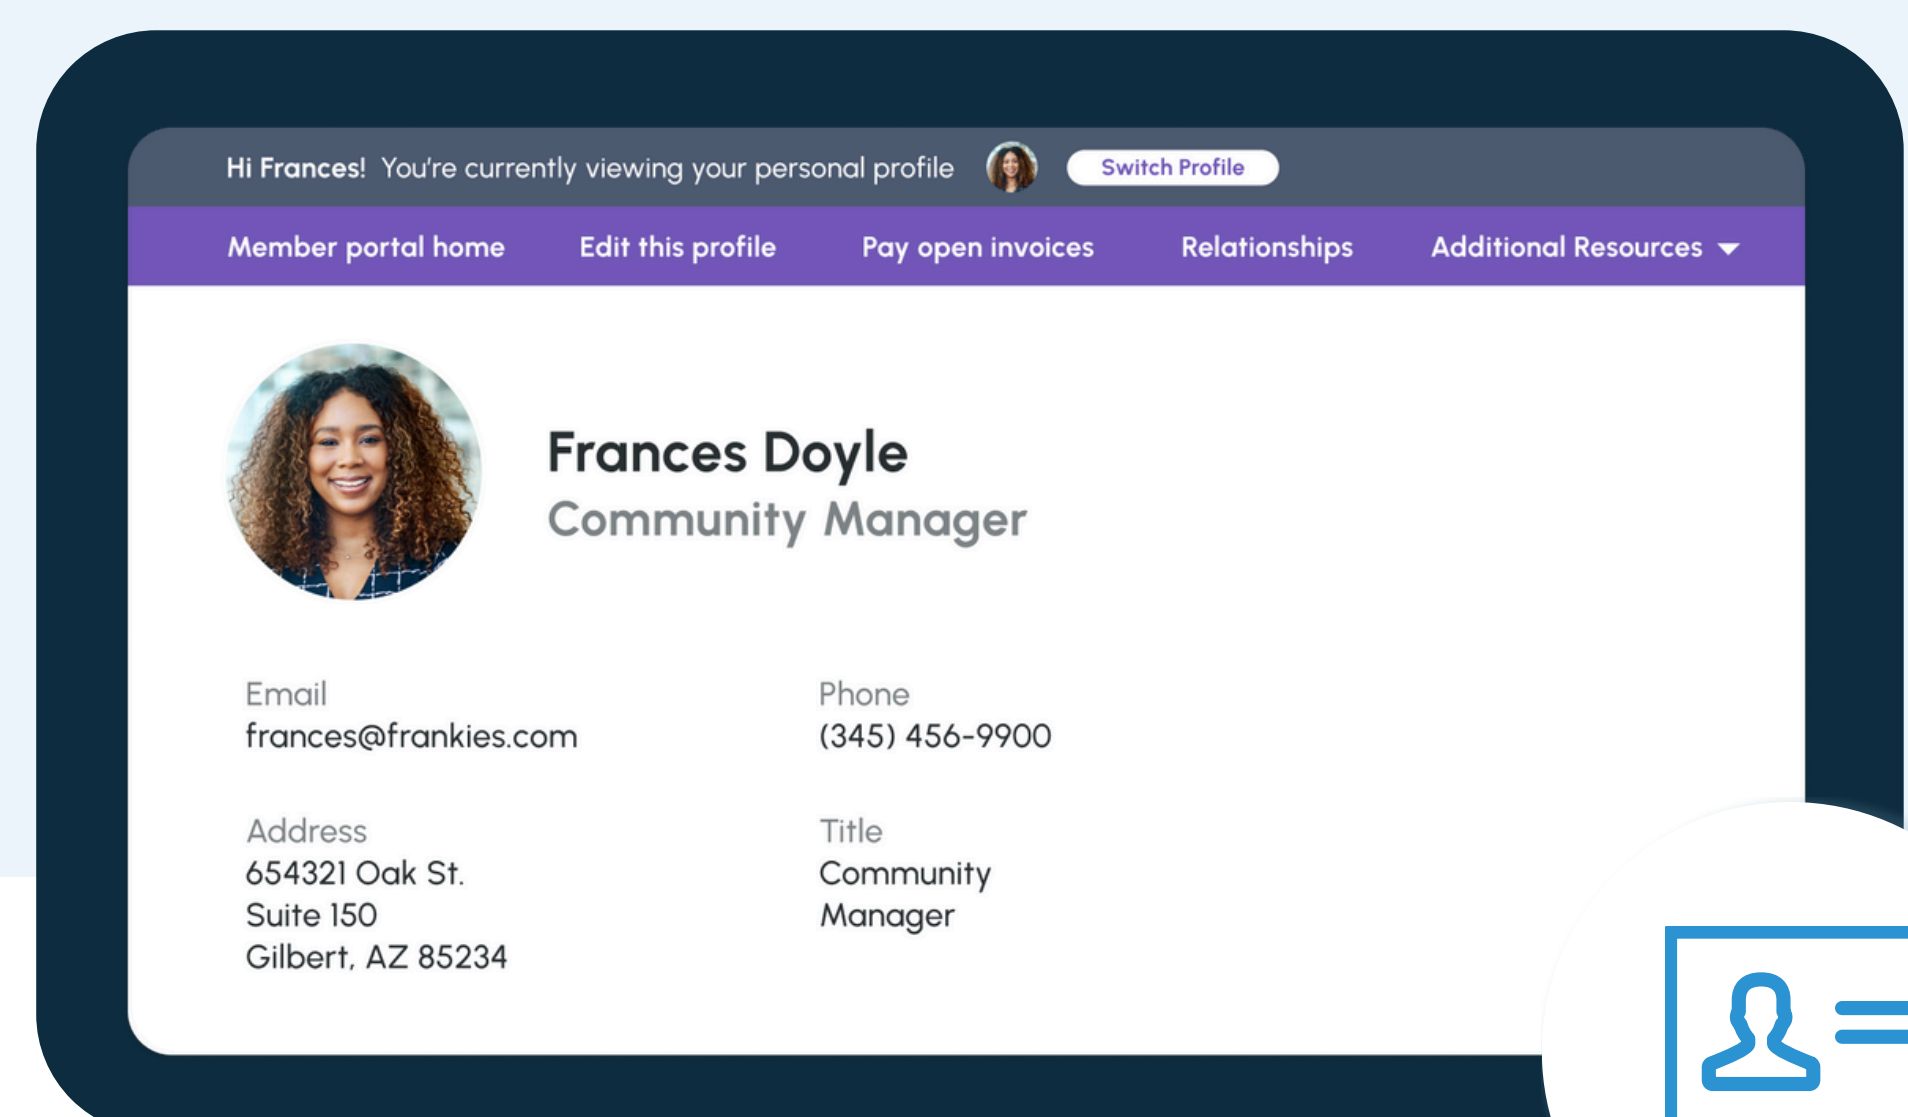 Hi Frances! You're currently viewing your personal profile
Switch Profile
Member portal home
Edit this profile
Pay open invoices
Relationships
Additional Resources
Frances Doyle
Community Manager
Email
frances@frankies.com
Phone
(345) 456-9900
Address
654321 Oak St.
Suite 150
Gilbert, AZ 85234
Title
Community
Manager